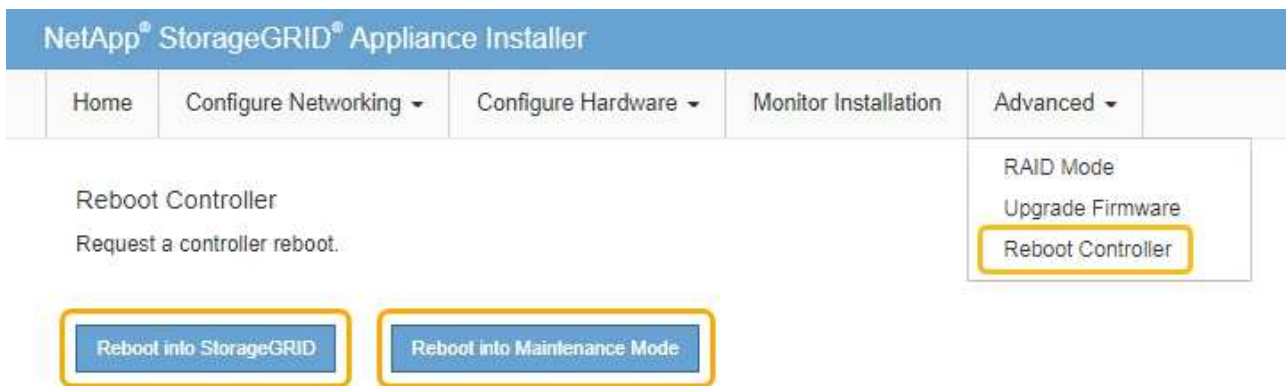 NetApp® StorageGRID® Appliance Installer
Home Configure Networking Configure Hardware Monitor Installation Advanced
RAID Mode
Upgrade Firmware
Reboot Controller
Reboot Controller
Request a controller reboot.
Reboot into StorageGRID Reboot into Maintenance Mode